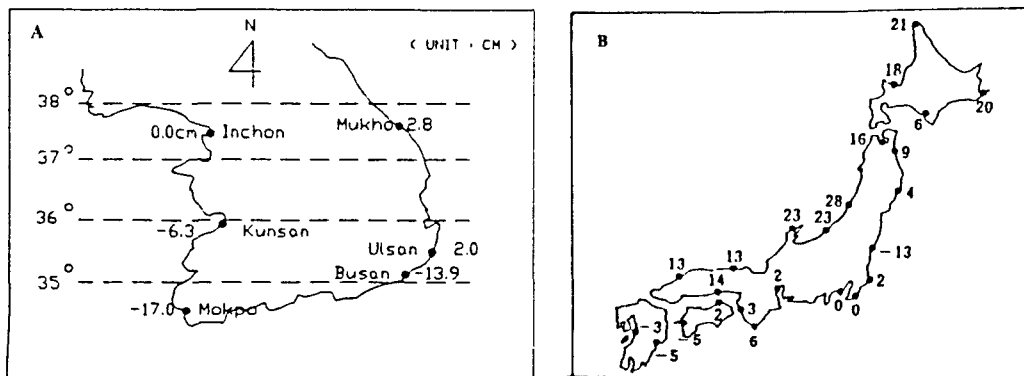 A
N
( UNIT : CM )
38°
0.0cm Inchon
Mukho 2.8
37°
36°
-6.3 Kunsan
Ulsan 2.0
Busan -13.9
35°
-17.0 Mokpo
B
21
18
20
6
16
9
4
28
23
23
-13
13
13
14
2
2
0
0
2
3
6
-5
-3
-5